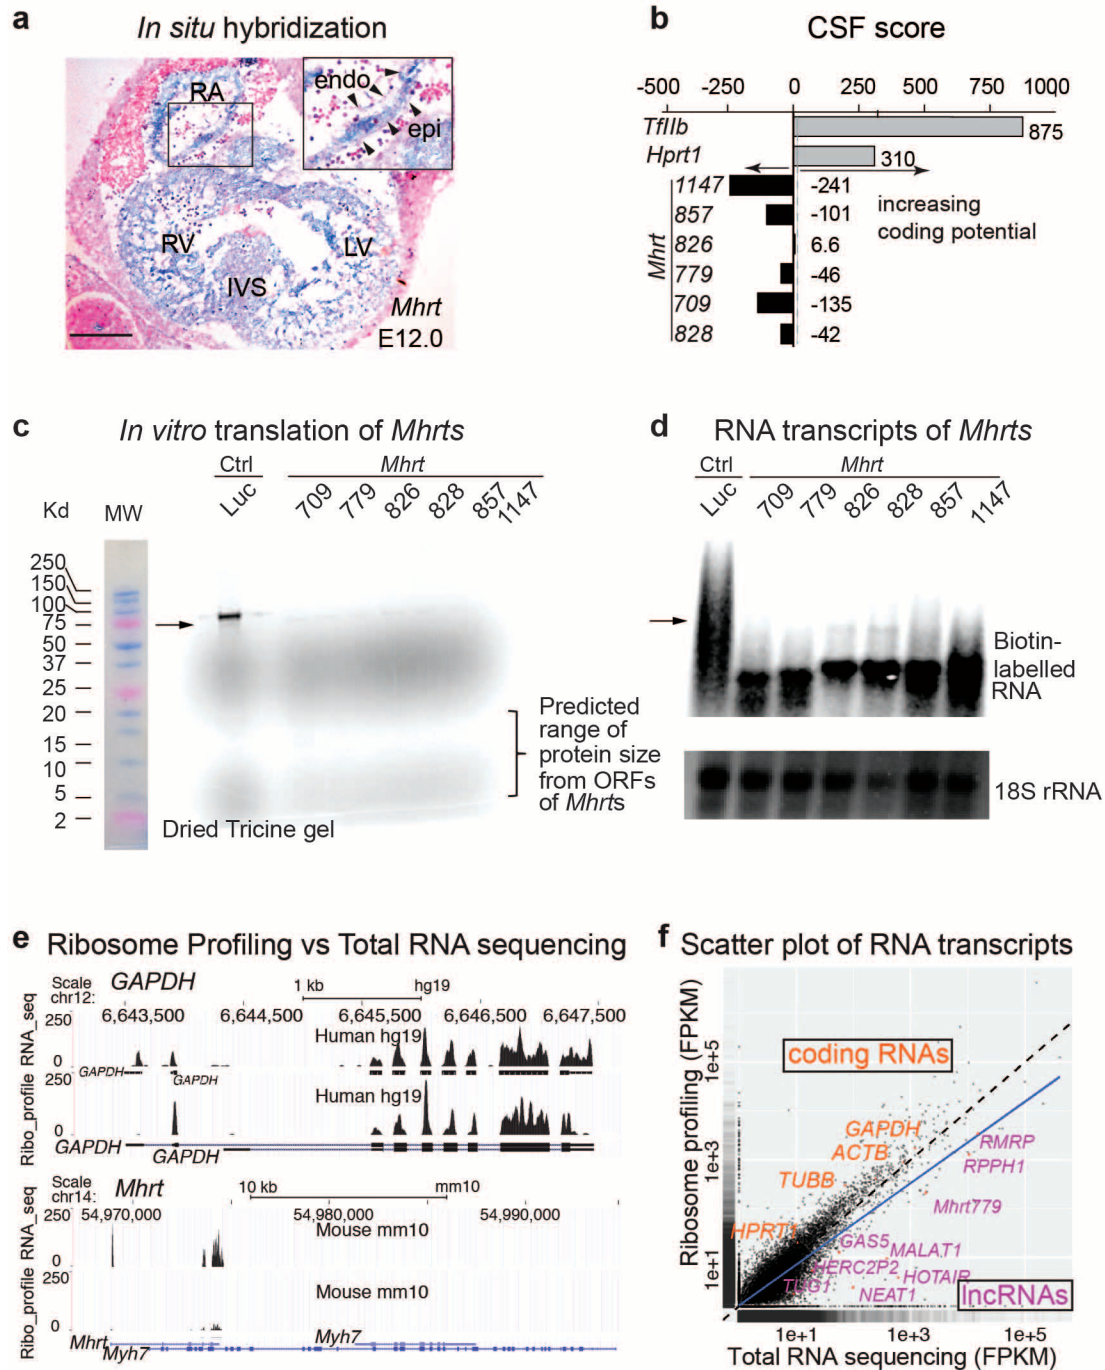 a
In situ hybridization
RA
endo
epi
RV
LV
IVS
Mhrt
E12.0
b
CSF score
-500 -250 0 250 500 750 1000
TfIIb 875
Hprt1 310
Mhrt
1147 -241
857 -101
826 6.6
779 -46
709 -135
828 -42
increasing
coding potential
c
In vitro translation of Mhrts
Ctrl Mhrt
Kd MW Luc 709 779 826 828 857 1147
250
150
100
75
50
37
25
20
15
10
5
2
Predicted
range of
protein size
from ORFs
of Mhrts
Dried Tricine gel
d
RNA transcripts of Mhrts
Ctrl Mhrt
Luc 709 779 826 828 857 1147
Biotin-
labelled
RNA
18S rRNA
e
Ribosome Profiling vs Total RNA sequencing
Scale
chr12:
GAPDH
1 kb hg19
6,643,500 6,644,500 6,645,500 6,646,500 6,647,500
RNA_seq
250
0
Human hg19
GAPDH
GAPDH
Ribo_profile
250
0
Human hg19
GAPDH
GAPDH
Scale
chr14:
Mhrt
10 kb mm10
54,970,000 54,980,000 54,990,000
RNA_seq
250
0
Mouse mm10
Ribo_profile
250
0
Mouse mm10
Mhrt
Myh7
Myh7
f
Scatter plot of RNA transcripts
Ribosome profiling (FPKM)
1e+5
1e+3
1e+1
coding RNAs
GAPDH
ACTB
TUBB
HPRT1
RMRP
RPPH1
Mhrt779
GAS5
MALAT1
HERC2P2
HOTAIR
TUG1
NEAT1
lncRNAs
1e+1 1e+3 1e+5
Total RNA sequencing (FPKM)